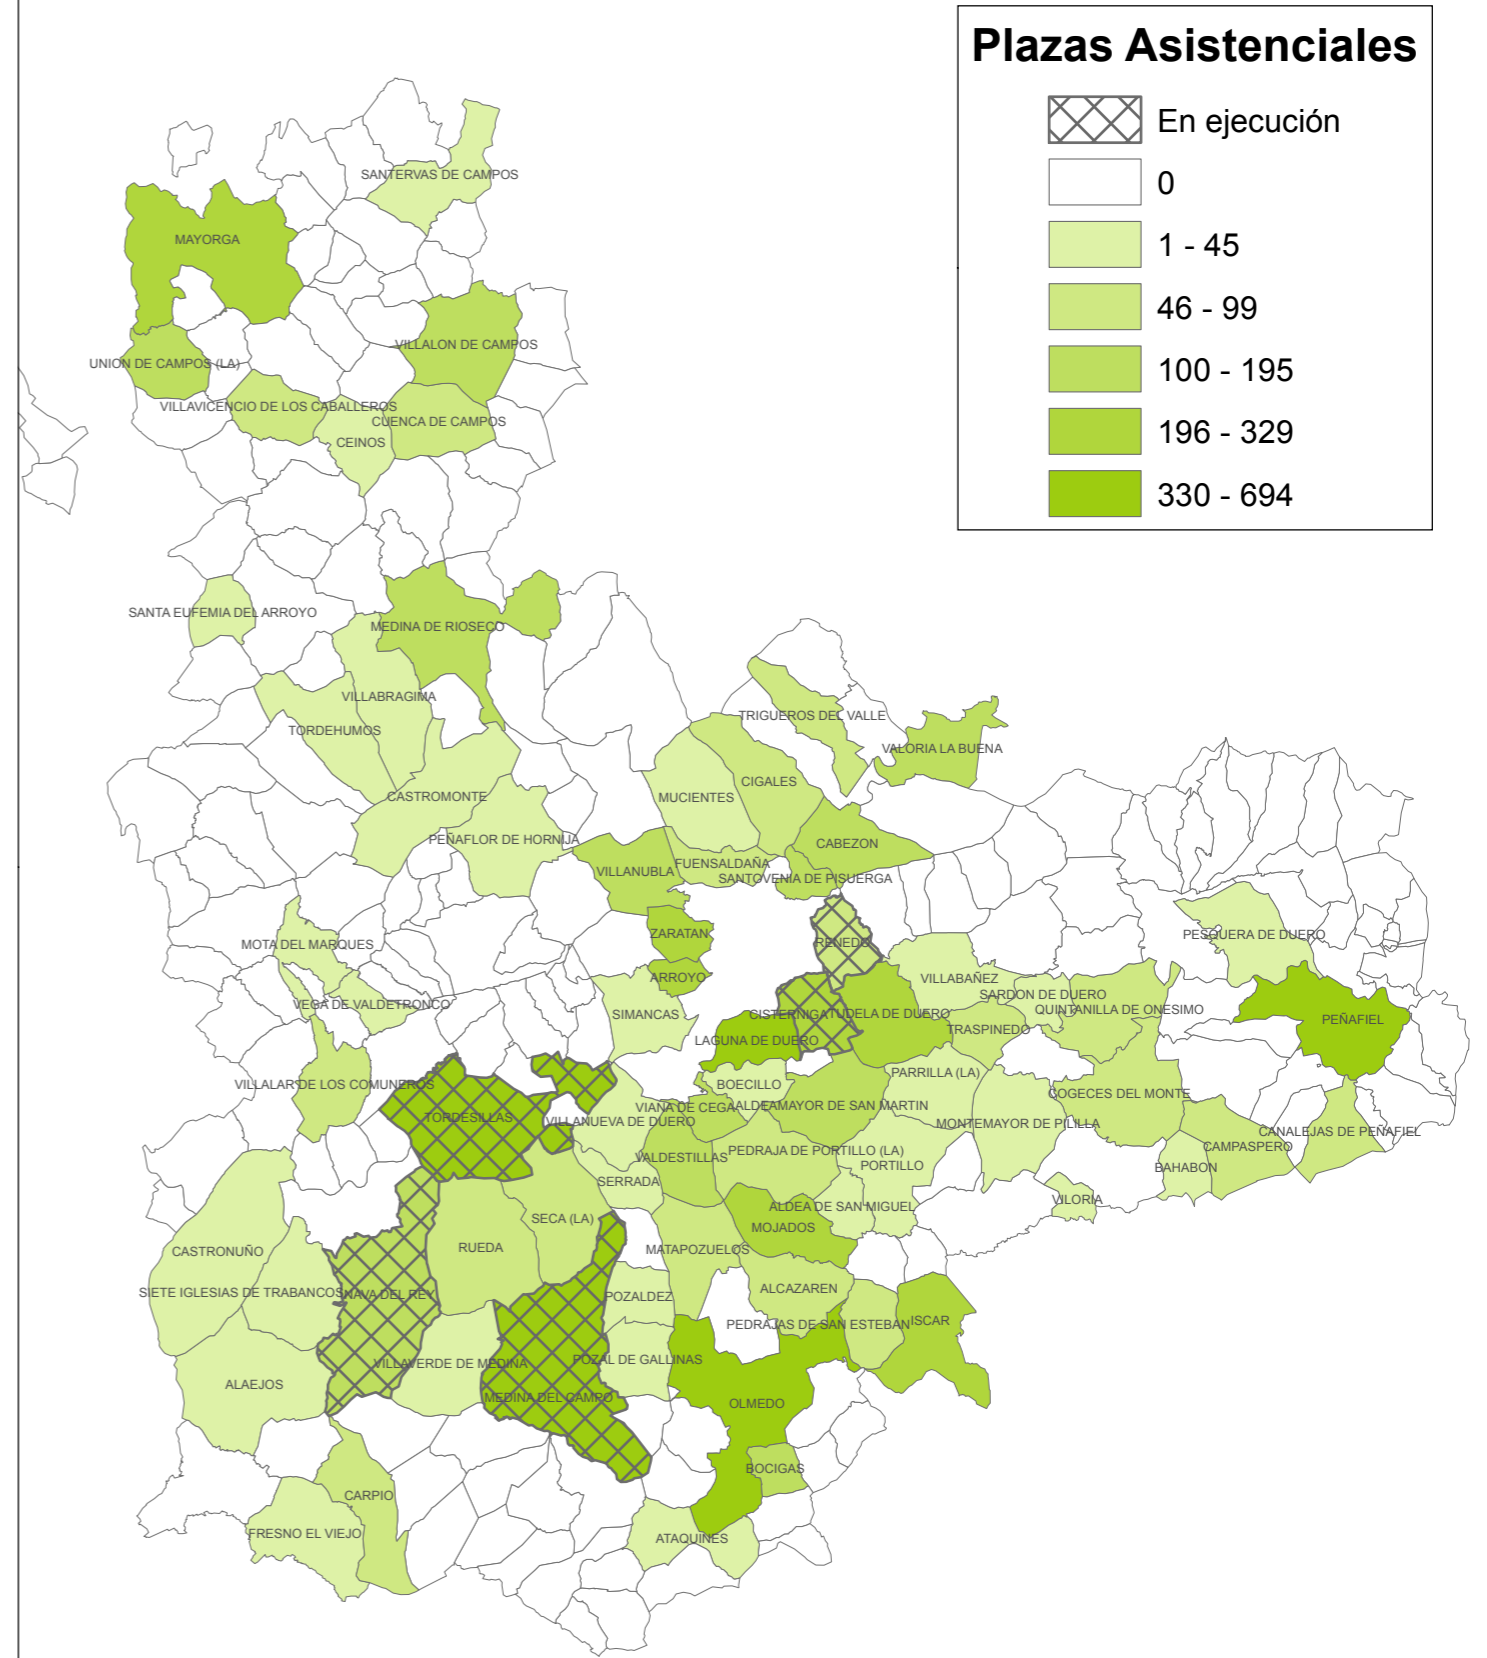 Plazas Asistenciales
En ejecución
0
1 - 45
46 - 99
100 - 195
196 - 329
330 - 694
SANTERVAS DE CAMPOS
MAYORGA
VILLALON DE CAMPOS
UNION DE CAMPOS (LA)
VILLAVICENCIO DE LOS CABALLEROS
CUENCA DE CAMPOS
CEINOS
SANTA EUFEMIA DEL ARROYO
MEDINA DE RIOSECO
VILLABRAGIMA
TORDEHUMOS
TRIGUEROS DEL VALLE
VALORIA LA BUENA
CIGALES
MUCIENTES
CASTROMONTE
PEÑAFLOR DE HORNIJA
CABEZON
FUENSALDAÑA
VILLANUBLA
SANTOVENIA DE PISUERGA
ZARATAN
RENEDO
PESQUERA DE DUERO
MOTA DEL MARQUES
ARROYO
VILLABAÑEZ
SARDON DE DUERO
VEGA DE VALDETRONCO
SIMANCAS
CISTERNIGA
TUDELA DE DUERO
QUINTANILLA DE ONESIMO
PEÑAFIEL
TRASPINEDO
LAGUNA DE DUERO
PARRILLA (LA)
VILLALAR DE LOS COMUNEROS
BOECILLO
COGECES DEL MONTE
VIANA DE CEGA
ALDEAMAYOR DE SAN MARTIN
TORDESILLAS
VILLANUEVA DE DUERO
MONTEMAYOR DE PILILLA
CANALEJAS DE PEÑAFIEL
CAMPASPERO
VALDESTILLAS
PEDRAJA DE PORTILLO (LA)
PORTILLO
BAHABON
SERRADA
VILORIA
ALDEA DE SAN MIGUEL
SECA (LA)
MOJADOS
RUEDA
CASTRONUÑO
MATAPOZUELOS
SIETE IGLESIAS DE TRABANCOS
NAVA DEL REY
POZALDEZ
ALCAZAREN
PEDRAJAS DE SAN ESTEBAN
ISCAR
VILLAVERDE DE MEDINA
POZAL DE GALLINAS
ALAEJOS
MEDINA DEL CAMPO
OLMEDO
BOCIGAS
CARPIO
FRESNO EL VIEJO
ATAQUINES